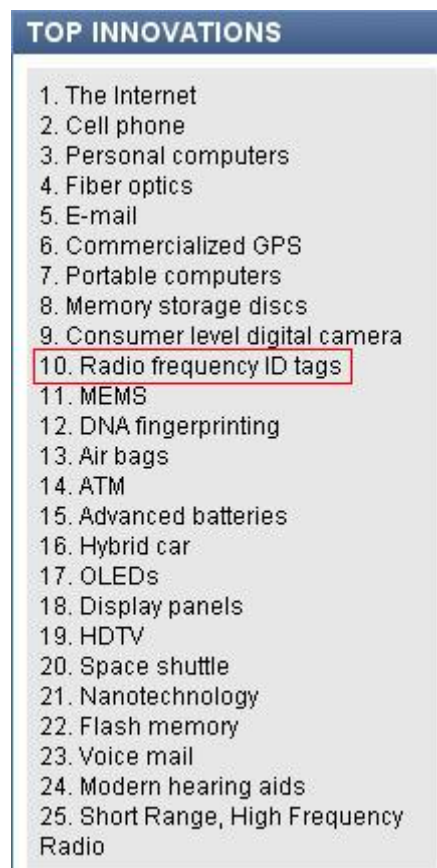 TOP INNOVATIONS
1. The Internet
2. Cell phone
3. Personal computers
4. Fiber optics
5. E-mail
6. Commercialized GPS
7. Portable computers
8. Memory storage discs
9. Consumer level digital camera
10. Radio frequency ID tags
11. MEMS
12. DNA fingerprinting
13. Air bags
14. ATM
15. Advanced batteries
16. Hybrid car
17. OLEDs
18. Display panels
19. HDTV
20. Space shuttle
21. Nanotechnology
22. Flash memory
23. Voice mail
24. Modern hearing aids
25. Short Range, High Frequency
Radio